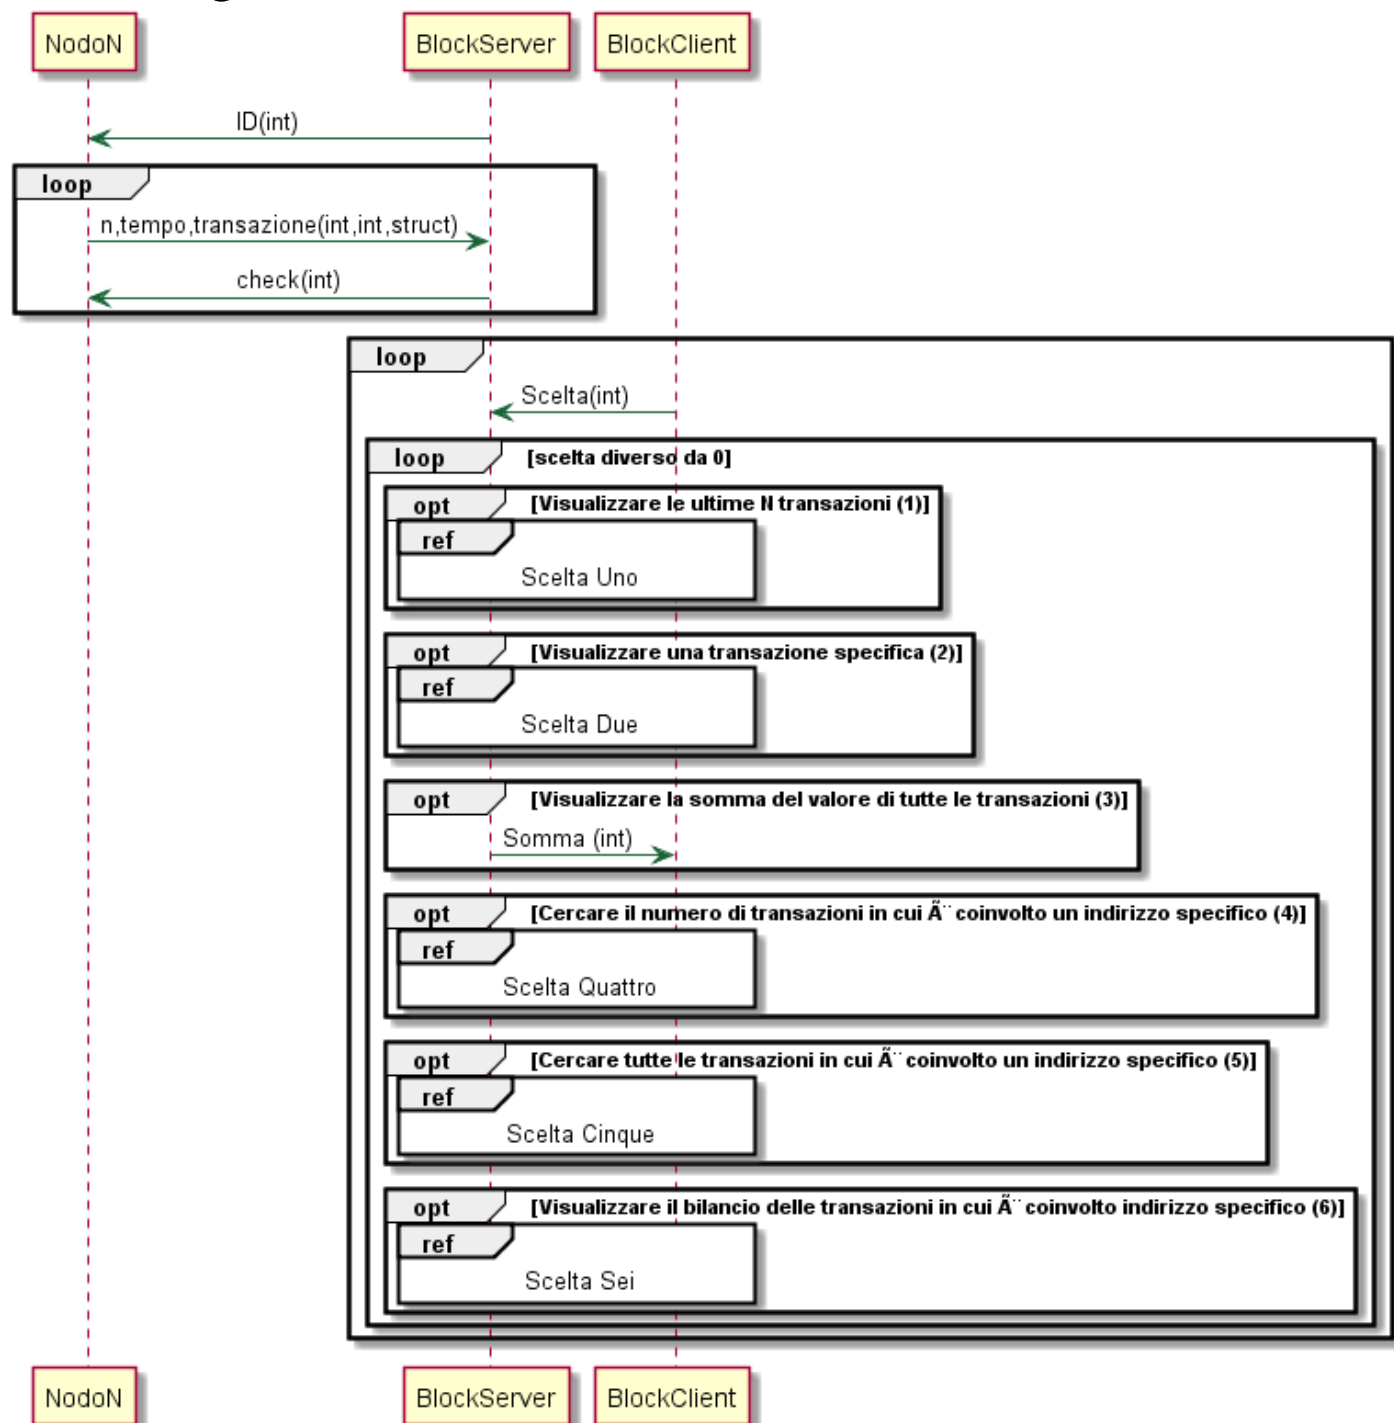 NodoN
BlockServer
BlockClient
ID(int)
loop
n,tempo,transazione(int,int,struct)
check(int)
loop
Scelta(int)
loop
[scelta diverso da 0]
opt
[Visualizzare le ultime N transazioni (1)]
ref
Scelta Uno
opt
[Visualizzare una transazione specifica (2)]
ref
Scelta Due
opt
[Visualizzare la somma del valore di tutte le transazioni (3)]
Somma (int)
opt
[Cercare il numero di transazioni in cui Ã¨ coinvolto un indirizzo specifico (4)]
ref
Scelta Quattro
opt
[Cercare tutte le transazioni in cui Ã¨ coinvolto un indirizzo specifico (5)]
ref
Scelta Cinque
opt
[Visualizzare il bilancio delle transazioni in cui Ã¨ coinvolto indirizzo specifico (6)]
ref
Scelta Sei
NodoN
BlockServer
BlockClient